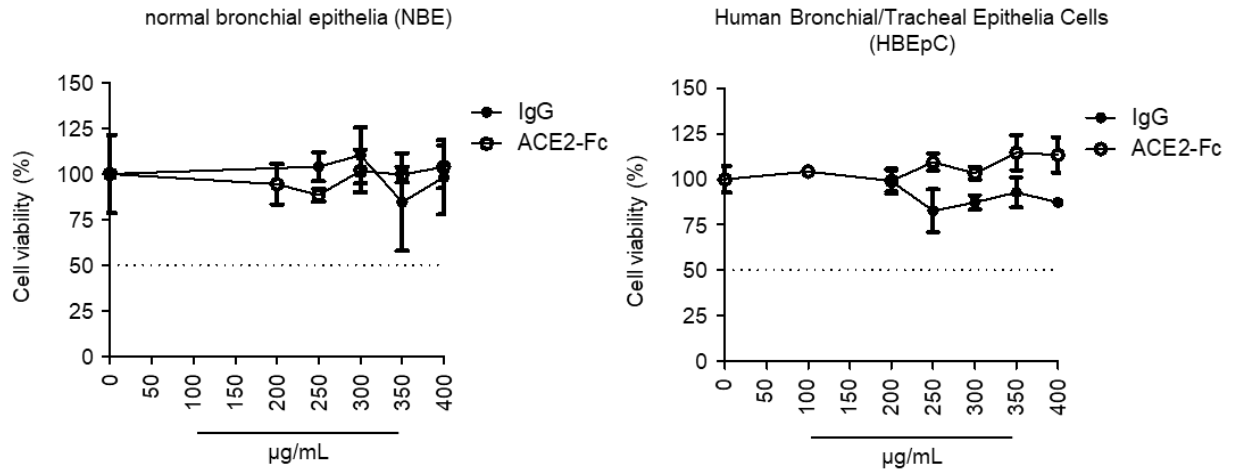 normal bronchial epithelia (NBE)
Cell viability (%)
150
125
100
75
50
25
0
0
50
100
150
200
250
300
350
400
µg/mL
IgG
ACE2-Fc
Human Bronchial/Tracheal Epithelia Cells
(HBEpC)
Cell viability (%)
150
125
100
75
50
25
0
0
50
100
150
200
250
300
350
400
µg/mL
IgG
ACE2-Fc